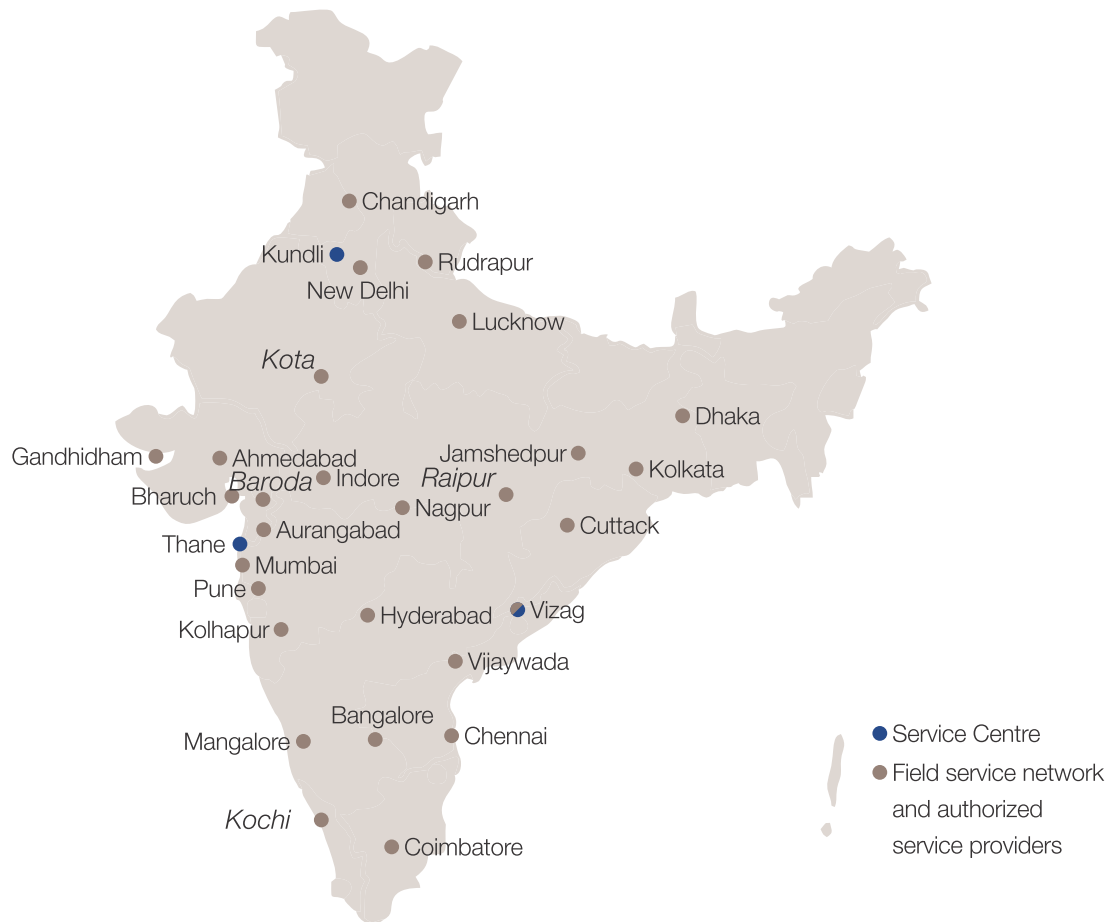 Chandigarh
Kundli
Rudrapur
New Delhi
Lucknow
Kota
Dhaka
Gandhidham
Ahmedabad
Jamshedpur
Kolkata
Baroda
Indore
Raipur
Bharuch
Nagpur
Aurangabad
Cuttack
Thane
Mumbai
Pune
Hyderabad
Vizag
Kolhapur
Vijaywada
Bangalore
Mangalore
Chennai
Kochi
Coimbatore
Service Centre
Field service network
and authorized
service providers